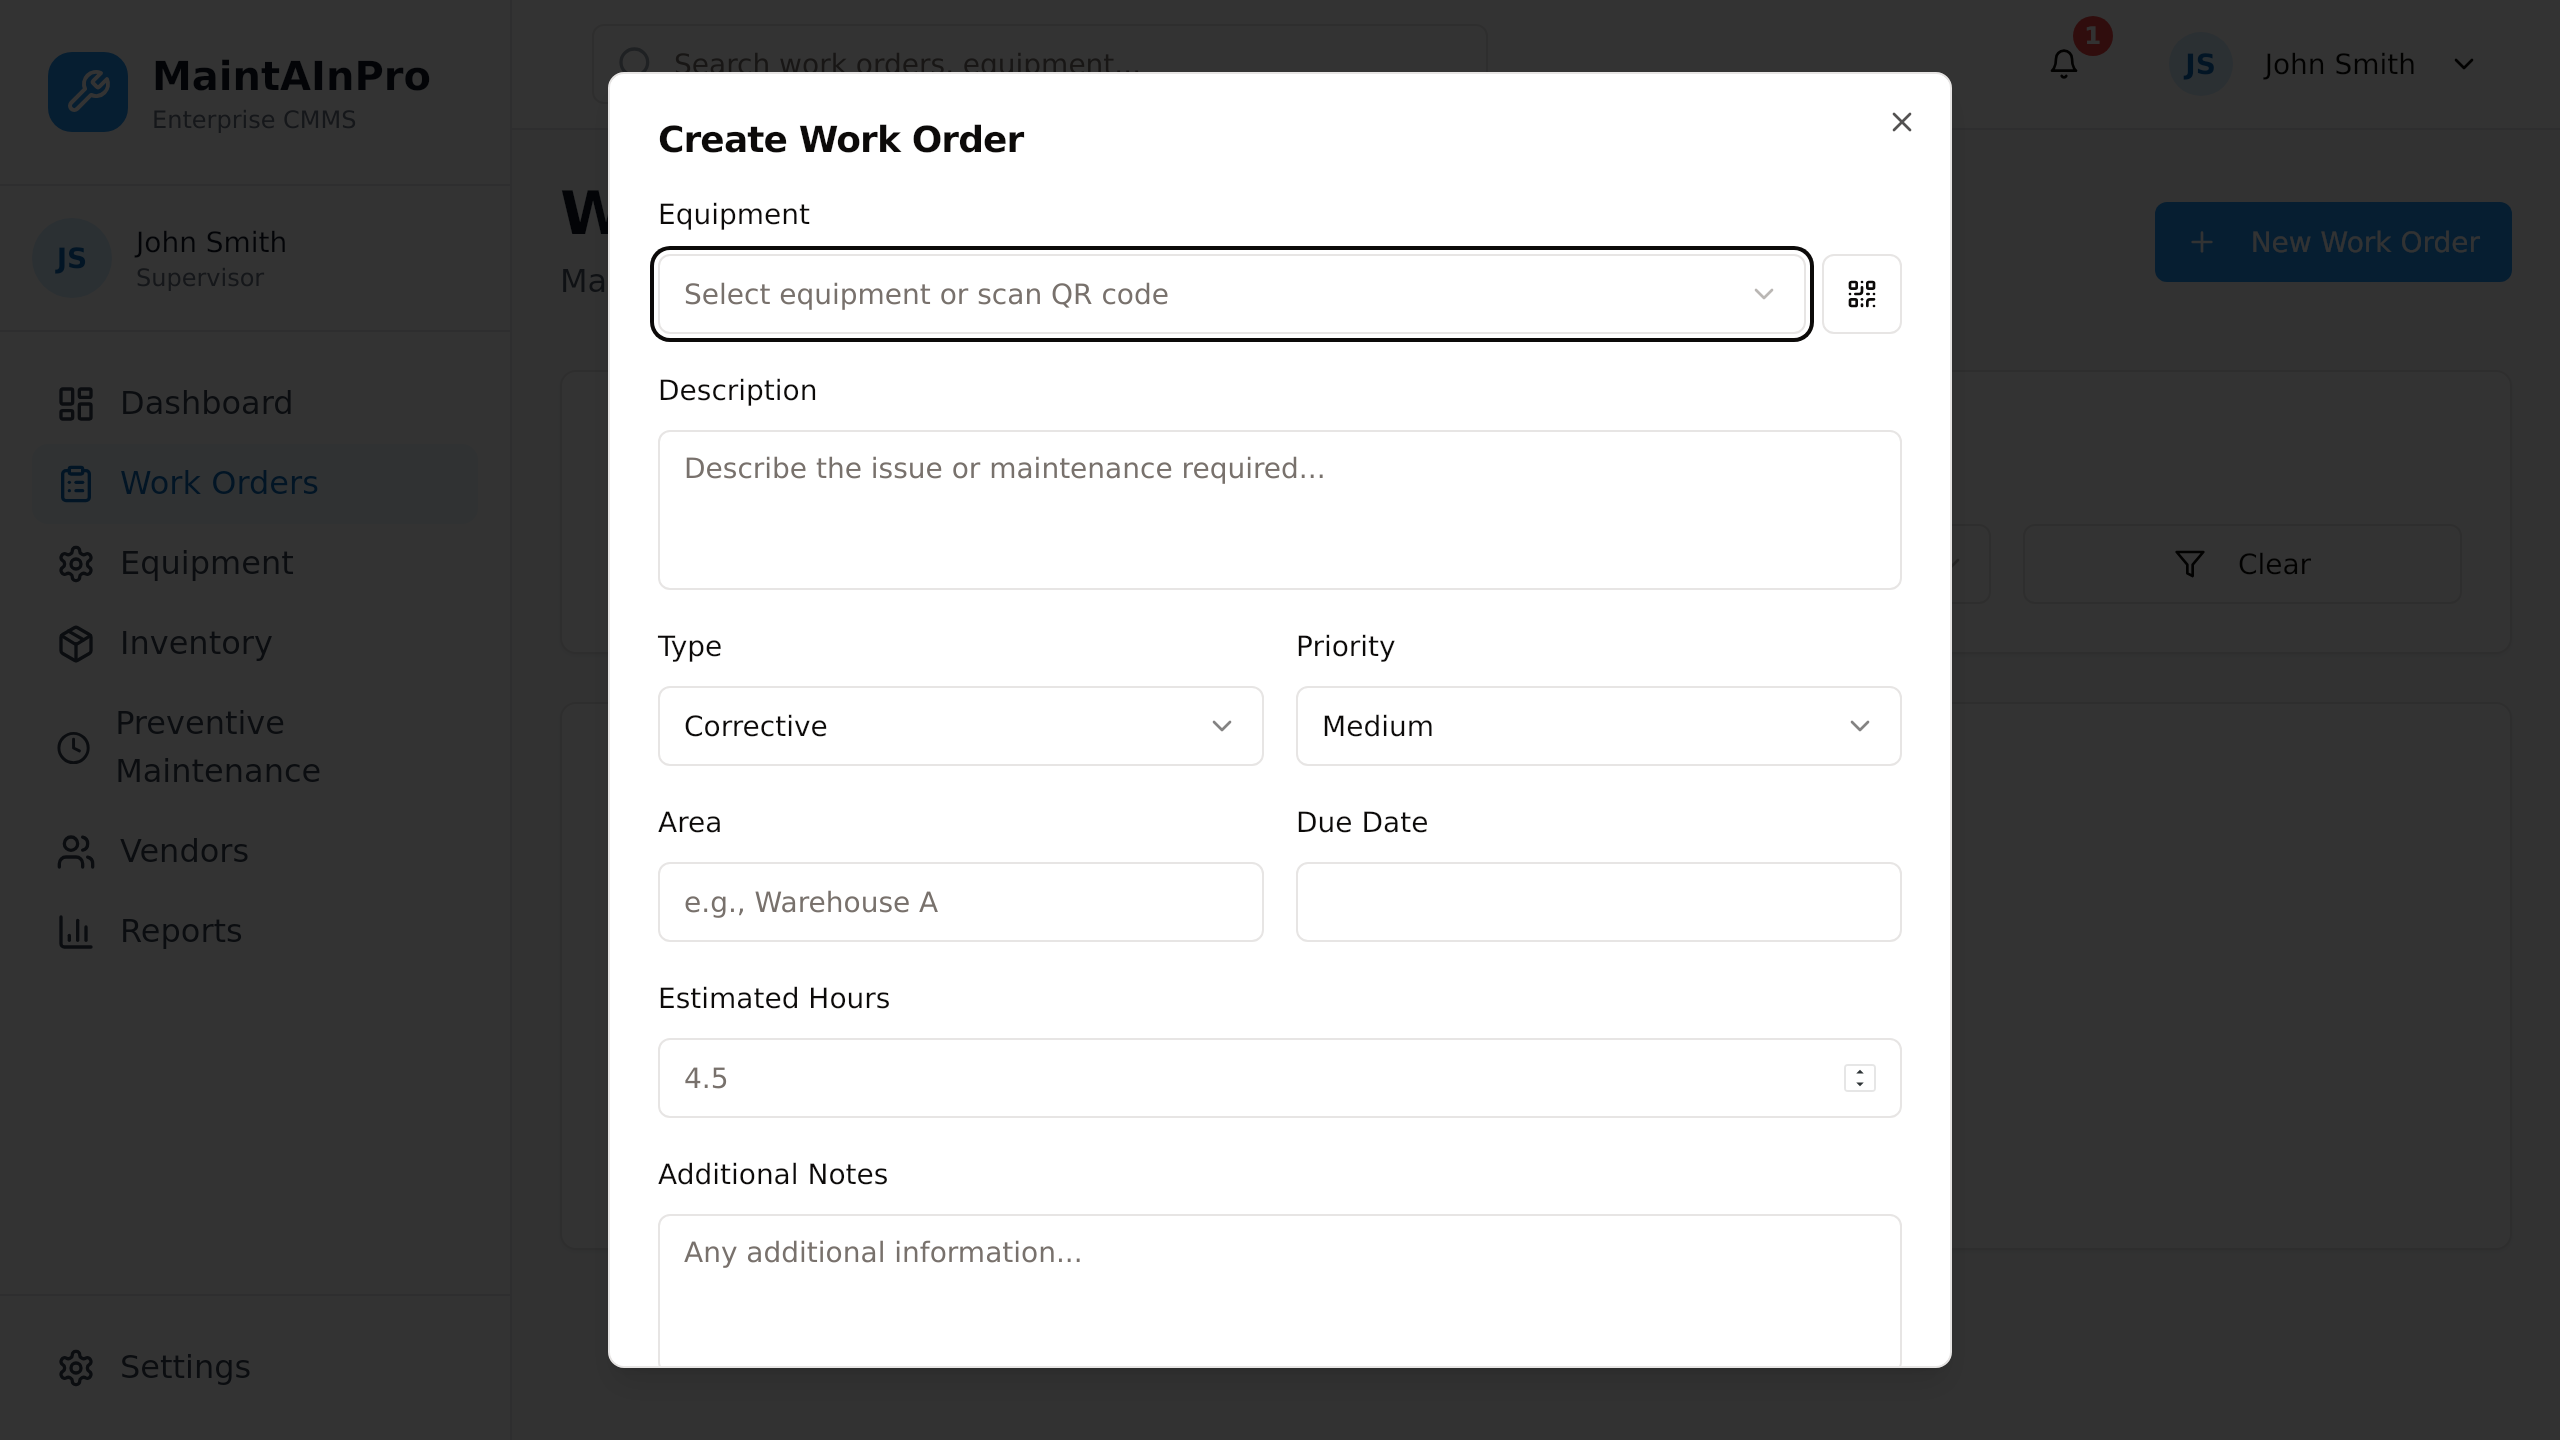 MaintAInPro
Enterprise CMMS
JS
John Smith
Supervisor
Dashboard
Work Orders
Equipment
Inventory
Preventive
Maintenance
Vendors
Reports
Settings
Search work orders, equipment...
1
JS
John Smith
New Work Order
Clear
Create Work Order
Equipment
Select equipment or scan QR code
Description
Describe the issue or maintenance required...
Type
Priority
Corrective
Medium
Area
Due Date
e.g., Warehouse A
Estimated Hours
4.5
Additional Notes
Any additional information...